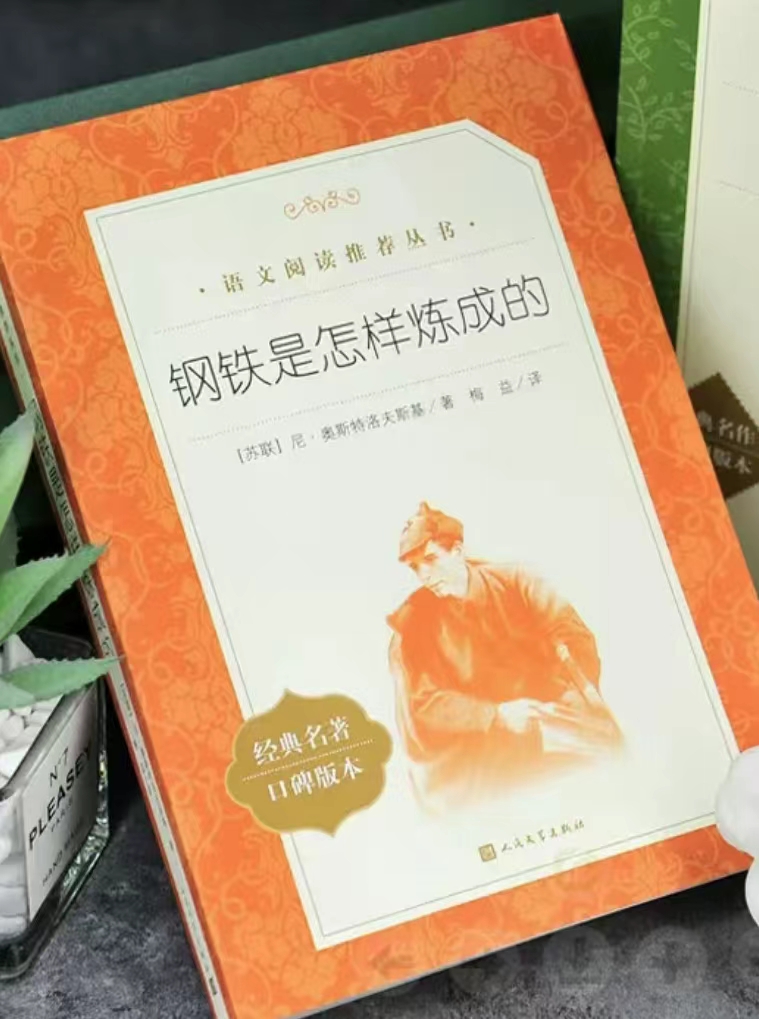 ·语文阅读推荐丛书·
钢铁是怎样炼成的
[苏联] 尼·奥斯特洛夫斯基/著 梅 益/译
经典名著
口碑版本
人民文学出版社
典名作
版本
N°7
PLEASEY
PARIS